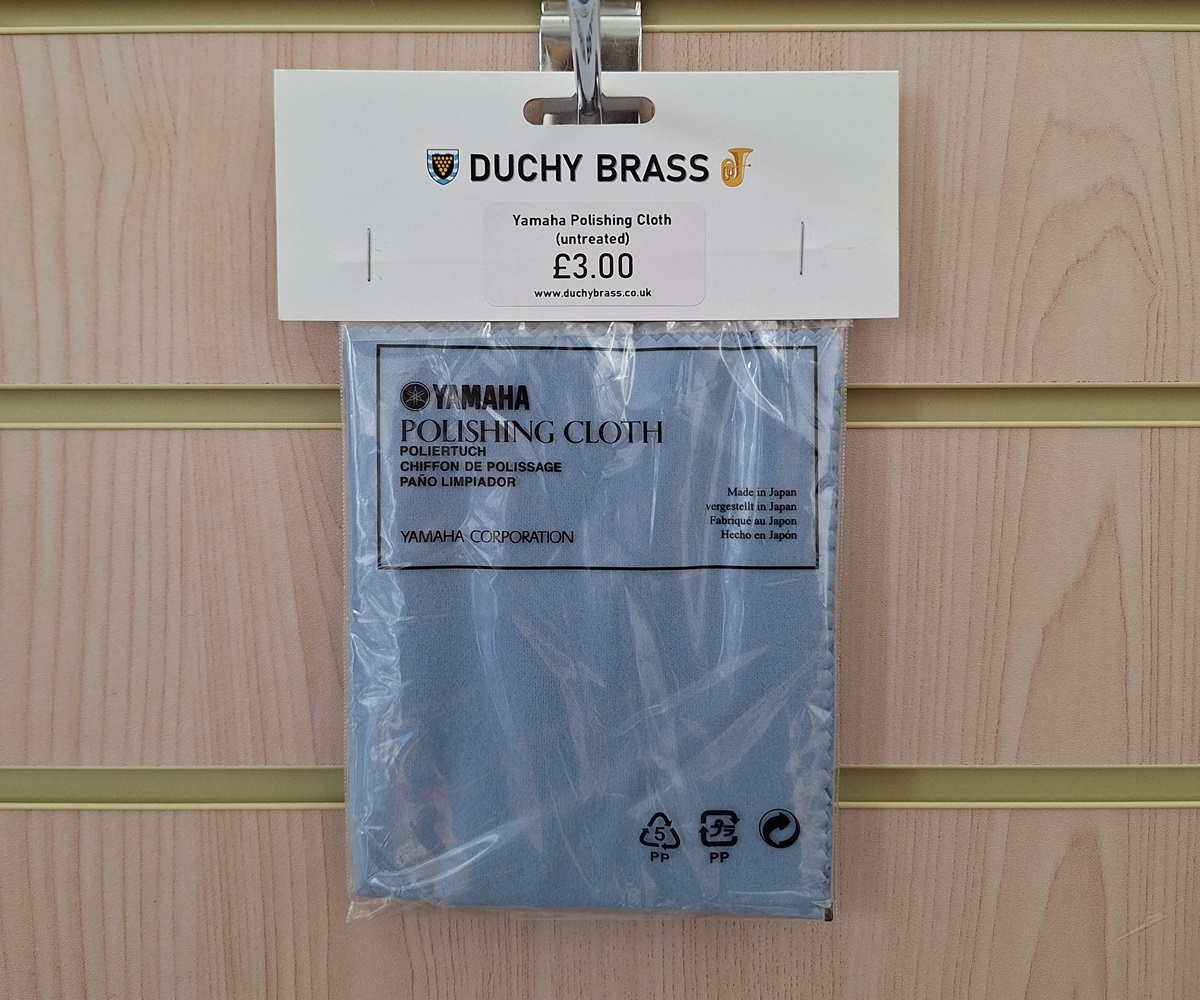 DUCHY BRASS
Yamaha Polishing Cloth
(untreated)
£3.00
www.duchybrass.co.uk
YAMAHA
POLISHING CLOTH
POLIERTUCH
CHIFFON DE POLISSAGE
PAÑO LIMPIADOR
Made in Japan
vergestellt in Japan
Fabriqué au Japon
Hecho en Japón
YAMAHA CORPORATION
5
PP
プラ
PP